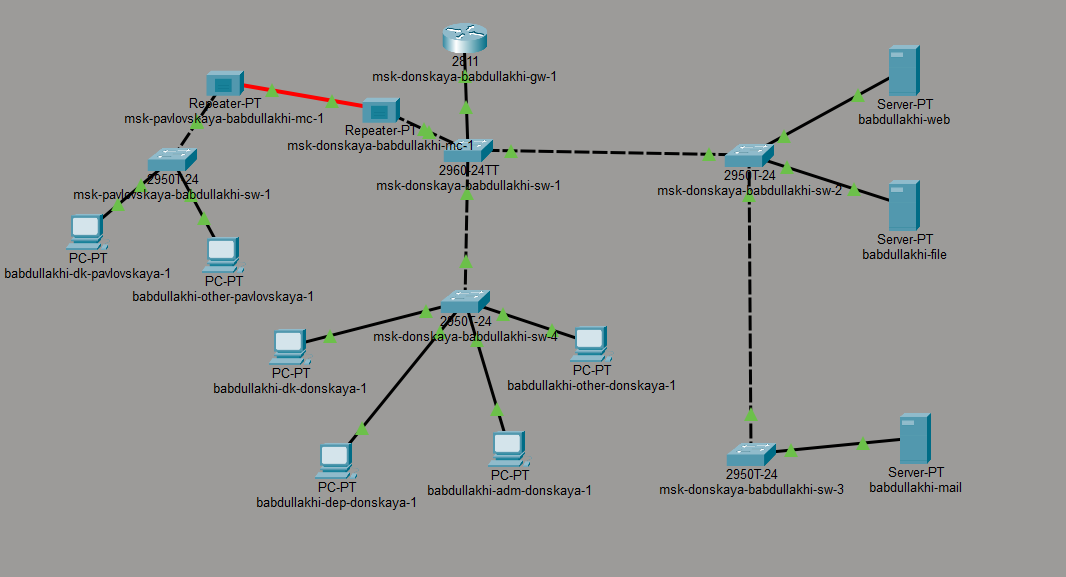 2811
msk-donskaya-babdullakhi-gw-1
Repeater-PT
msk-pavlovskaya-babdullakhi-mc-1
Repeater-PT
msk-donskaya-babdullakhi-mc-1
Server-PT
babdullakhi-web
2950T-24
msk-pavlovskaya-babdullakhi-sw-1
2960-24TT
msk-donskaya-babdullakhi-sw-1
2950T-24
msk-donskaya-babdullakhi-sw-2
PC-PT
babdullakhi-dk-pavlovskaya-1
PC-PT
babdullakhi-other-pavlovskaya-1
Server-PT
babdullakhi-file
2950T-24
msk-donskaya-babdullakhi-sw-4
PC-PT
babdullakhi-dk-donskaya-1
PC-PT
babdullakhi-other-donskaya-1
PC-PT
babdullakhi-dep-donskaya-1
PC-PT
babdullakhi-adm-donskaya-1
2950T-24
msk-donskaya-babdullakhi-sw-3
Server-PT
babdullakhi-mail